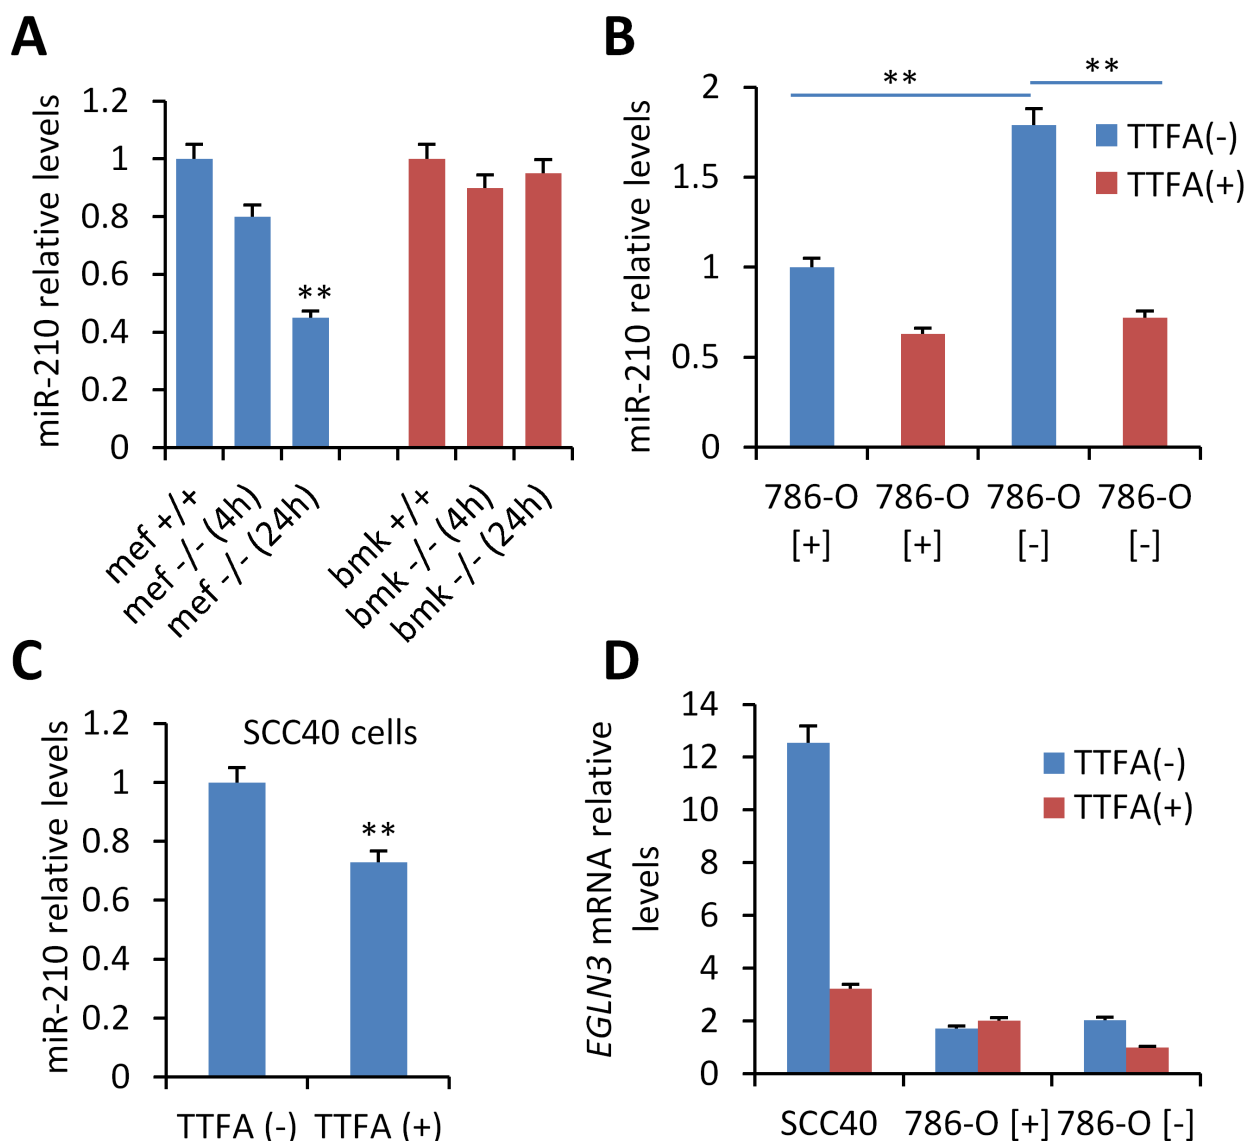 A
miR-210 relative levels
1.2
1
0.8
0.6
0.4
0.2
0
**
mef +/+
mef -/- (4h)
mef -/- (24h)
bmk +/+
bmk -/- (4h)
bmk -/- (24h)
B
miR-210 relative levels
2
1.5
1
0.5
0
**
**
TTFA(-)
TTFA(+)
786-O 786-O 786-O 786-O
[+] [+] [-] [-]
C
miR-210 relative levels
1.2
1
0.8
0.6
0.4
0.2
0
SCC40 cells
**
TTFA (-) TTFA (+)
D
EGLN3 mRNA relative
levels
14
12
10
8
6
4
2
0
TTFA(-)
TTFA(+)
SCC40 786-O [+] 786-O [-]